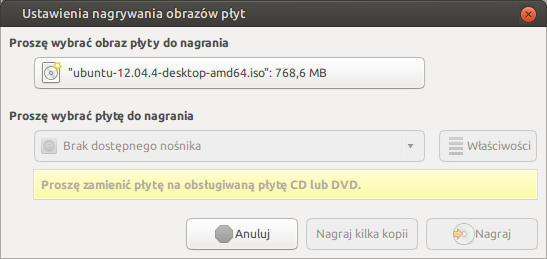 Ustawienia nagrywania obrazów płyt
Proszę wybrać obraz płyty do nagrania
"ubuntu-12.04.4-desktop-amd64.iso": 768,6 MB
Proszę wybrać płytę do nagrania
Brak dostępnego nośnika
Właściwości
Proszę zamienić płytę na obsługiwaną płytę CD lub DVD.
Anuluj
Nagraj kilka kopii
Nagraj